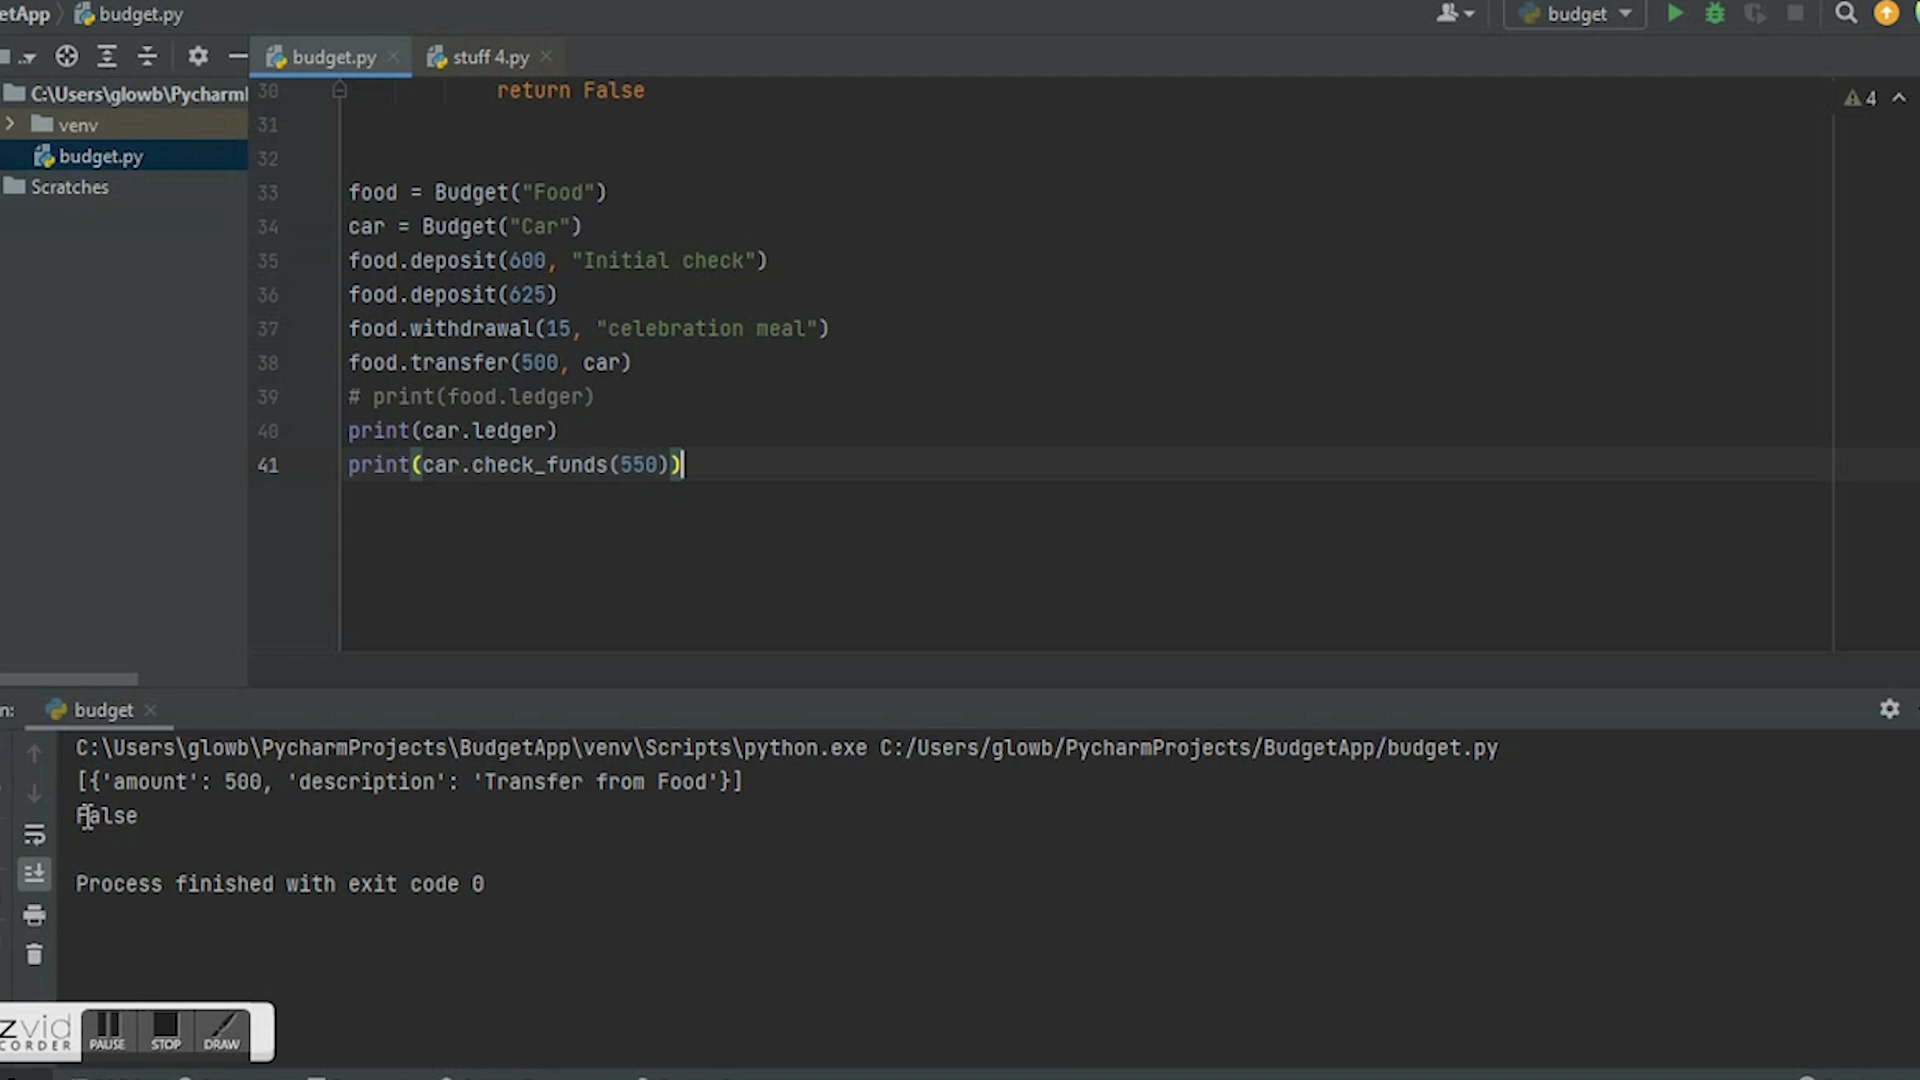 etApp budget.py
budget
budget.py stuff 4.py
C:\Users\glowb\Pycharm
venv
budget.py
Scratches
4
30 return False
31
32
33 food = Budget("Food")
34 car = Budget("Car")
35 food.deposit(600, "Initial check")
36 food.deposit(625)
37 food.withdrawal(15, "celebration meal")
38 food.transfer(500, car)
39 # print(food.ledger)
40 print(car.ledger)
41 print(car.check_funds(550))
n: budget
C:\Users\glowb\PycharmProjects\BudgetApp\venv\Scripts\python.exe C:/Users/glowb/PycharmProjects/BudgetApp/budget.py
[{'amount': 500, 'description': 'Transfer from Food'}]
False
Process finished with exit code 0
zvid
CORDER
PAUSE STOP DRAW